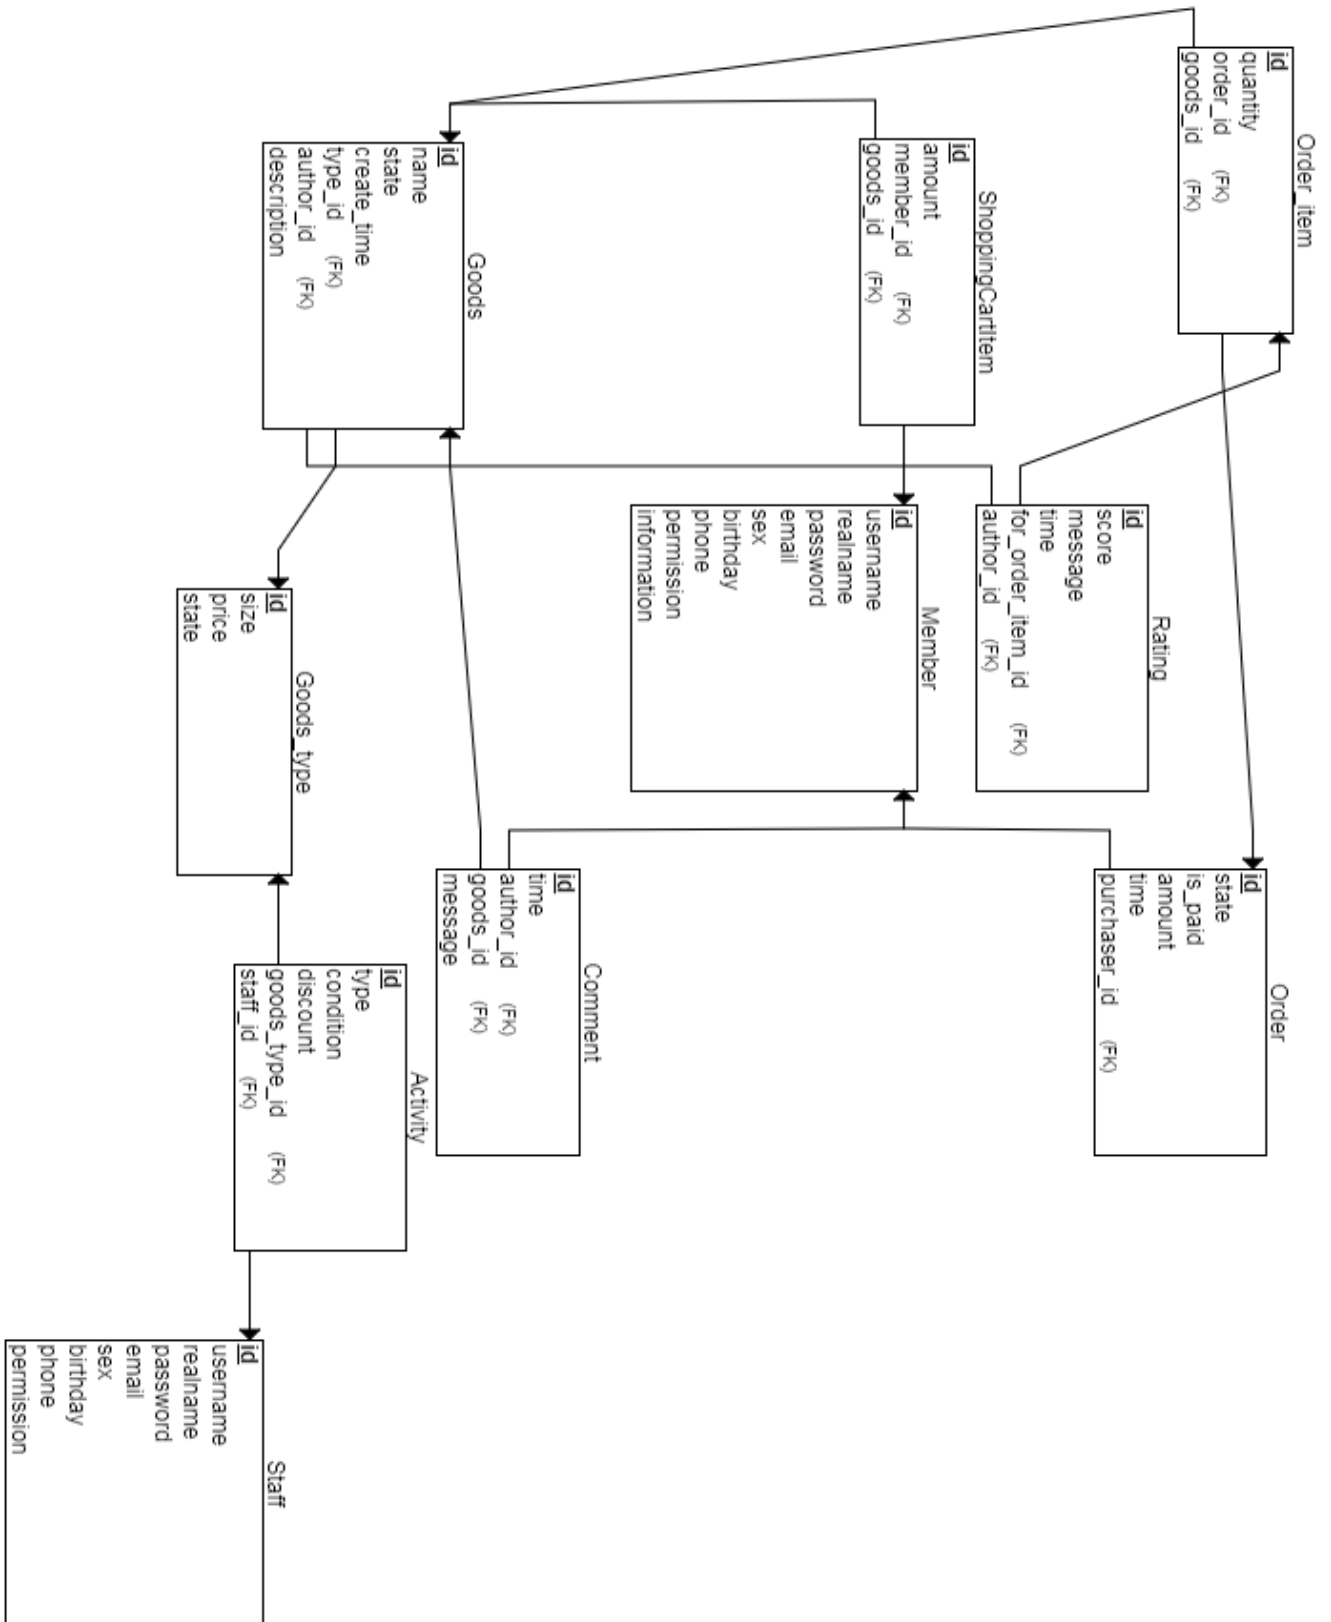 Order_item
id
quantity
order_id (FK)
goods_id (FK)
ShoppingCartItem
id
amount
member_id (FK)
goods_id (FK)
Goods
id
name
state
create_time
type_id (FK)
author_id (FK)
description
Rating
id
score
message
time
for_order_item_id (FK)
author_id (FK)
Member
id
username
realname
password
email
sex
birthday
phone
permission
information
Goods_type
id
size
price
state
Order
id
state
is_paid
amount
time
purchaser_id (FK)
Comment
id
time
author_id (FK)
goods_id (FK)
message
Activity
id
type
condition
discount
goods_type_id (FK)
staff_id (FK)
Staff
id
username
realname
password
email
sex
birthday
phone
permission